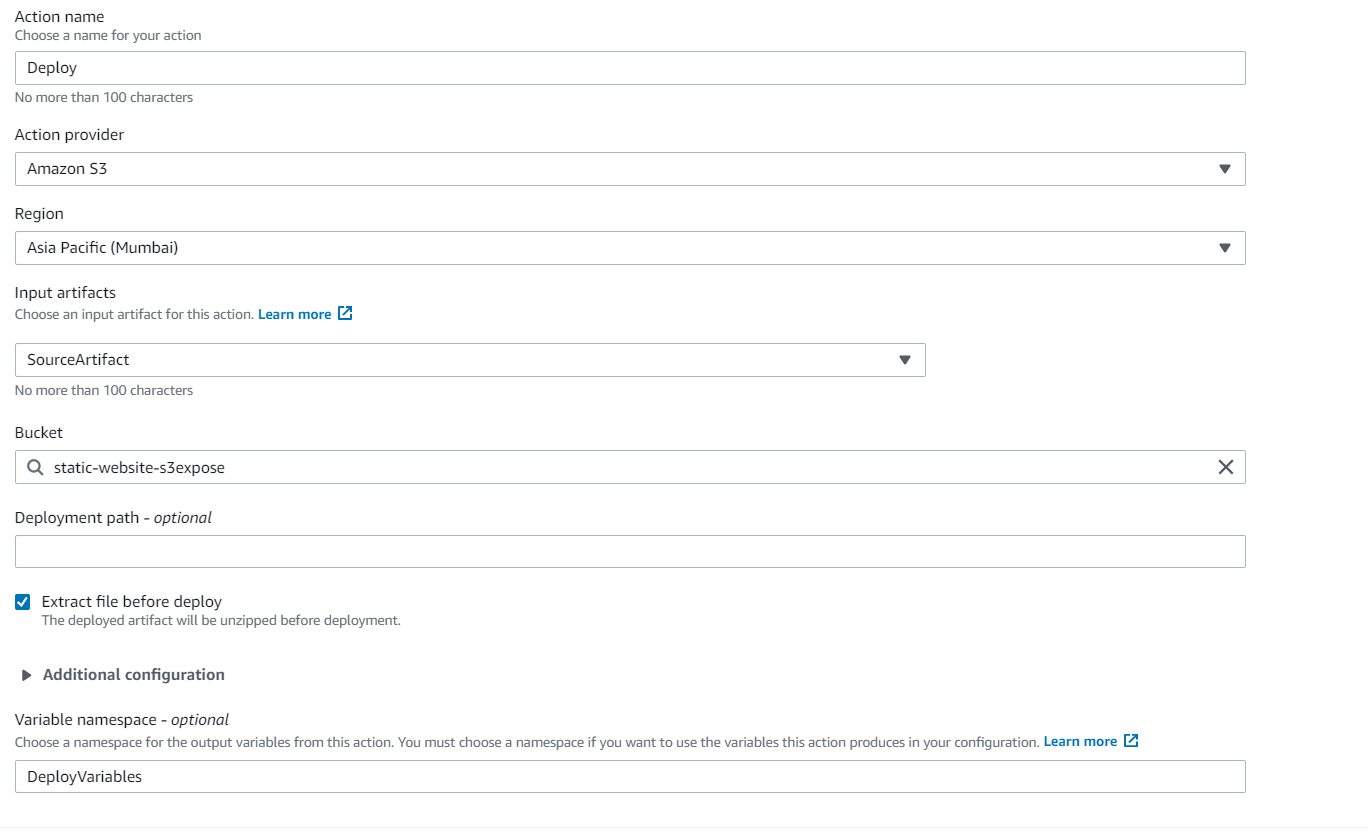 Action name
Choose a name for your action
Deploy
No more than 100 characters
Action provider
Amazon S3
Region
Asia Pacific (Mumbai)
Input artifacts
Choose an input artifact for this action. Learn more
SourceArtifact
No more than 100 characters
Bucket
static-website-s3expose
Deployment path - optional
Extract file before deploy
The deployed artifact will be unzipped before deployment.
Additional configuration
Variable namespace - optional
Choose a namespace for the output variables from this action. You must choose a namespace if you want to use the variables this action produces in your configuration. Learn more
DeployVariables